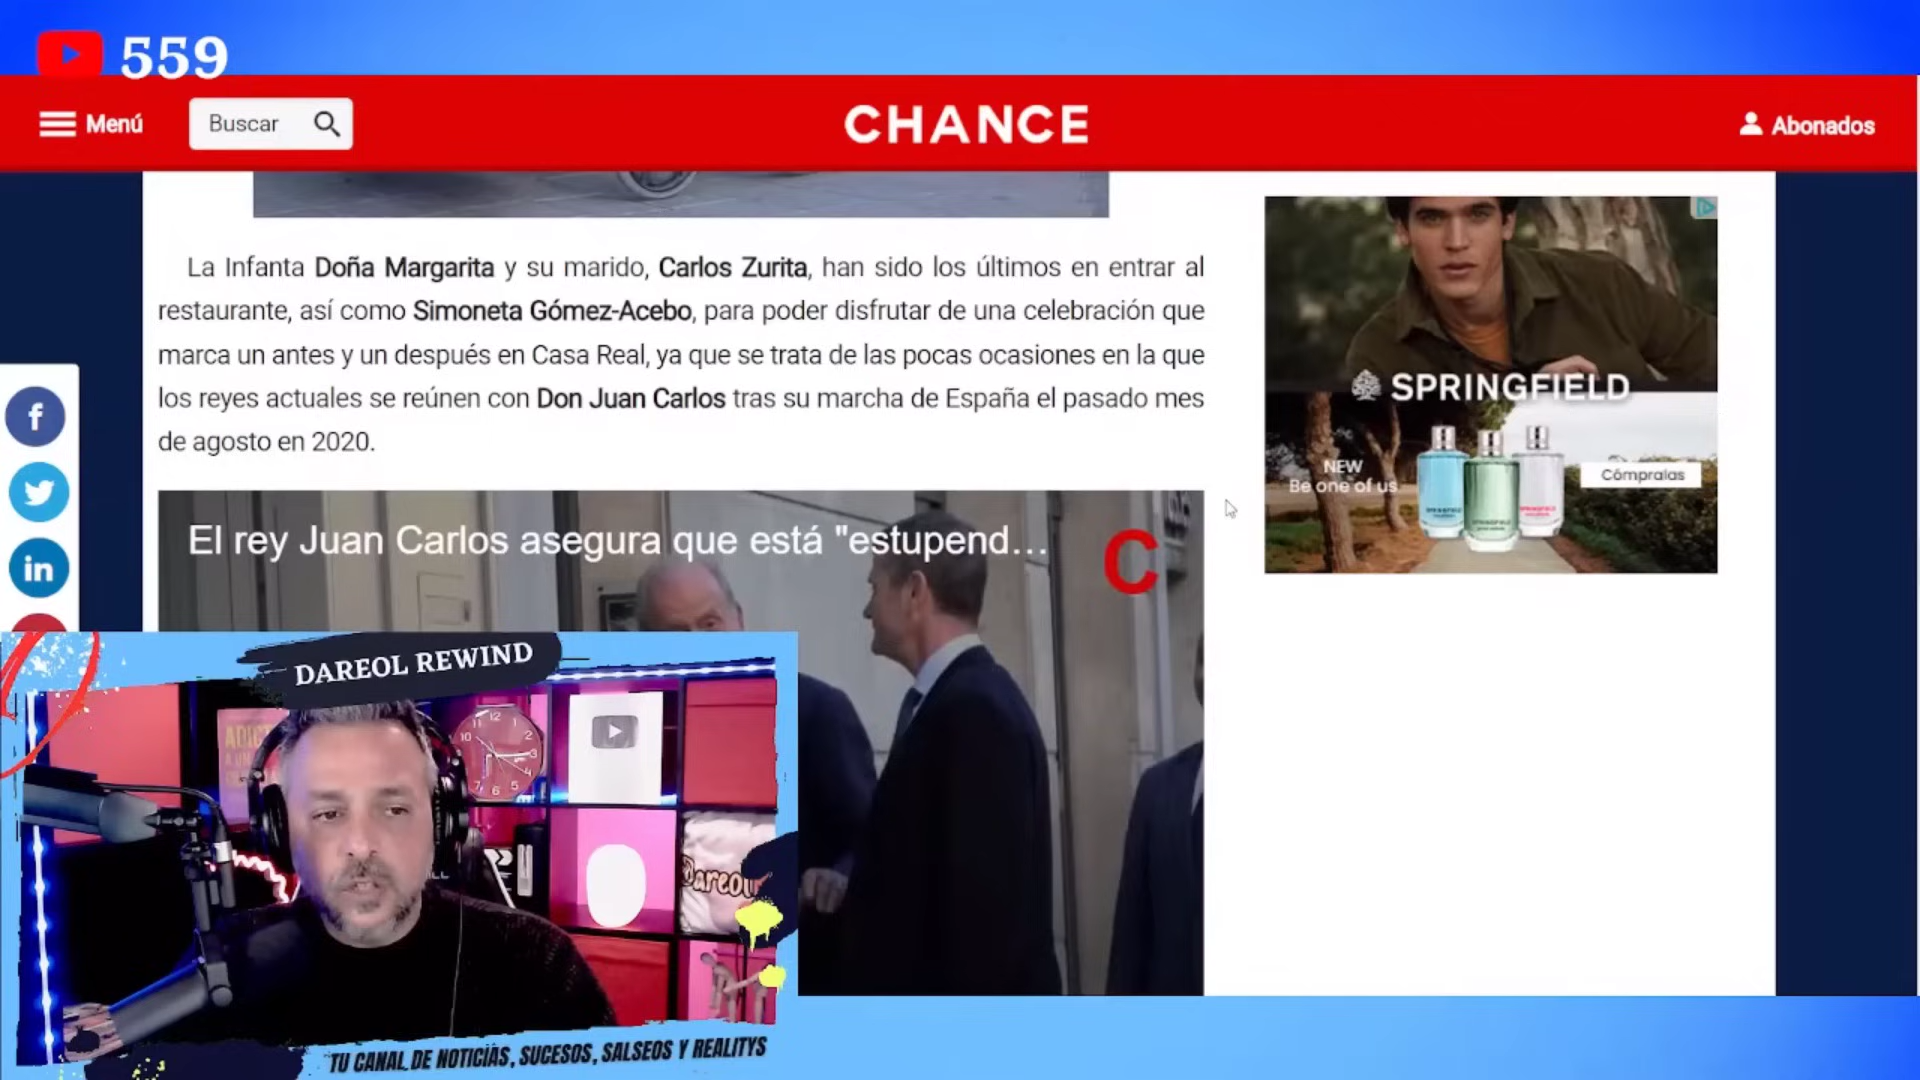 559
Menú
Buscar
CHANCE
Abonados
La Infanta Doña Margarita y su marido, Carlos Zurita, han sido los últimos en entrar al
restaurante, así como Simoneta Gómez-Acebo, para poder disfrutar de una celebración que
marca un antes y un después en Casa Real, ya que se trata de las pocas ocasiones en la que
los reyes actuales se reúnen con Don Juan Carlos tras su marcha de España el pasado mes
de agosto en 2020.
SPRINGFIELD
NEW
Be one of us
Cómpralas
El rey Juan Carlos asegura que está "estupend...
C
f
in
DAREOL REWIND
Dareol
TU CANAL DE NOTICIAS, SUCESOS, SALSEOS Y REALITYS